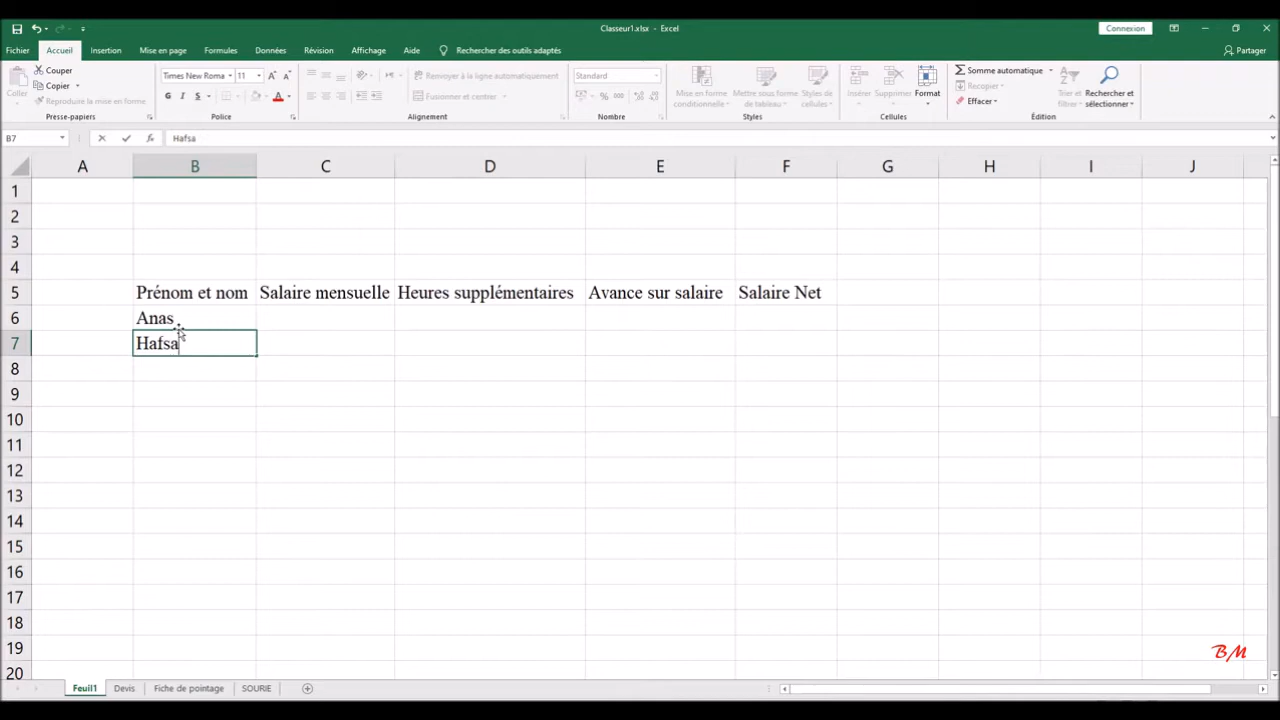 Classeur1.xlsx - Excel
Connexion
Fichier Accueil Insertion Mise en page Formules Données Révision Affichage Aide Rechercher des outils adaptés Partager
Coller
Couper
Copier
Reproduire la mise en forme
Presse-papiers
Times New Roma 11
G I S
Police
Renvoyer à la ligne automatiquement
Fusionner et centrer
Alignement
Standard
Nombre
Mise en forme conditionnelle
Mettre sous forme de tableau
Styles de cellules
Styles
Insérer Supprimer Format
Cellules
Somme automatique
Recopier
Effacer
Trier et filtrer
Rechercher et sélectionner
Édition
B7 fx Hafsa
A B C D E F G H I J
1
2
3
4
5 Prénom et nom Salaire mensuelle Heures supplémentaires Avance sur salaire Salaire Net
6 Anas
7 Hafsa
8
9
10
11
12
13
14
15
16
17
18
19
20
BM
Feuil1 Devis Fiche de pointage SOURIE